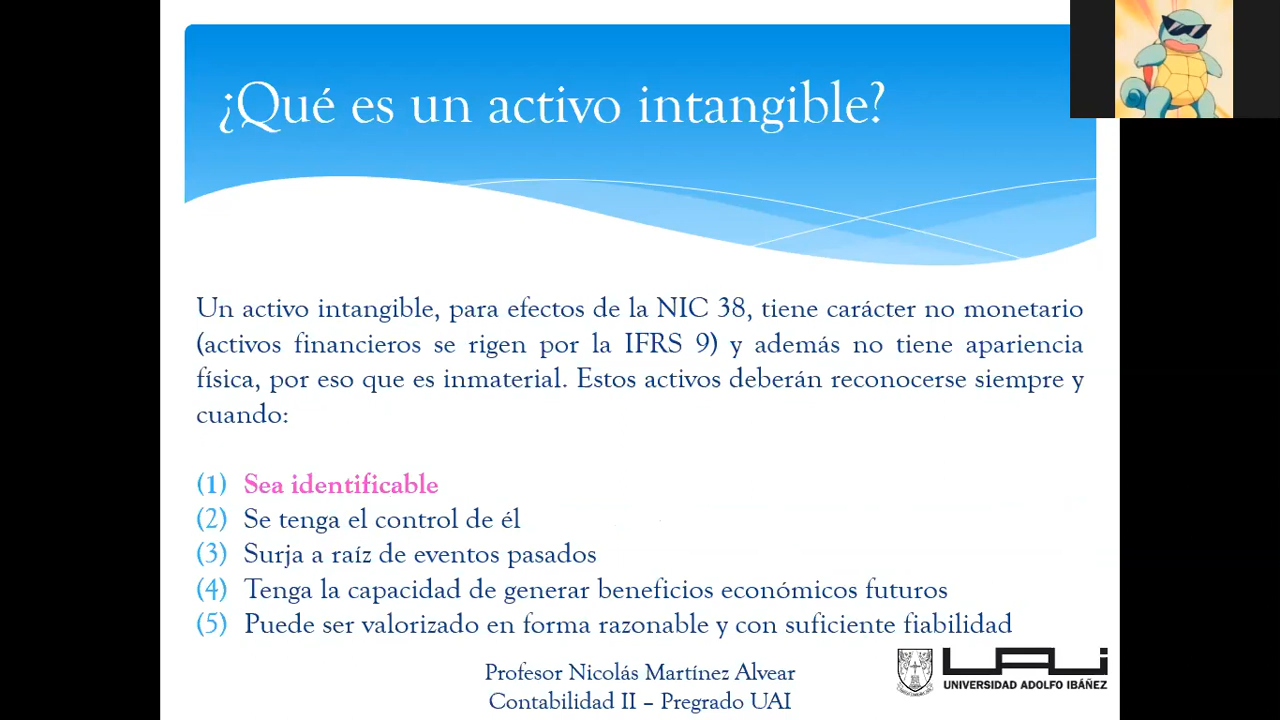 ¿Qué es un activo intangible?
Un activo intangible, para efectos de la NIC 38, tiene carácter no monetario
(activos financieros se rigen por la IFRS 9) y además no tiene apariencia
física, por eso que es inmaterial. Estos activos deberán reconocerse siempre y
cuando:
(1) Sea identificable
(2) Se tenga el control de él
(3) Surja a raíz de eventos pasados
(4) Tenga la capacidad de generar beneficios económicos futuros
(5) Puede ser valorizado en forma razonable y con suficiente fiabilidad
Profesor Nicolás Martínez Alvear
Contabilidad II – Pregrado UAI
UAI
UNIVERSIDAD ADOLFO IBÁÑEZ